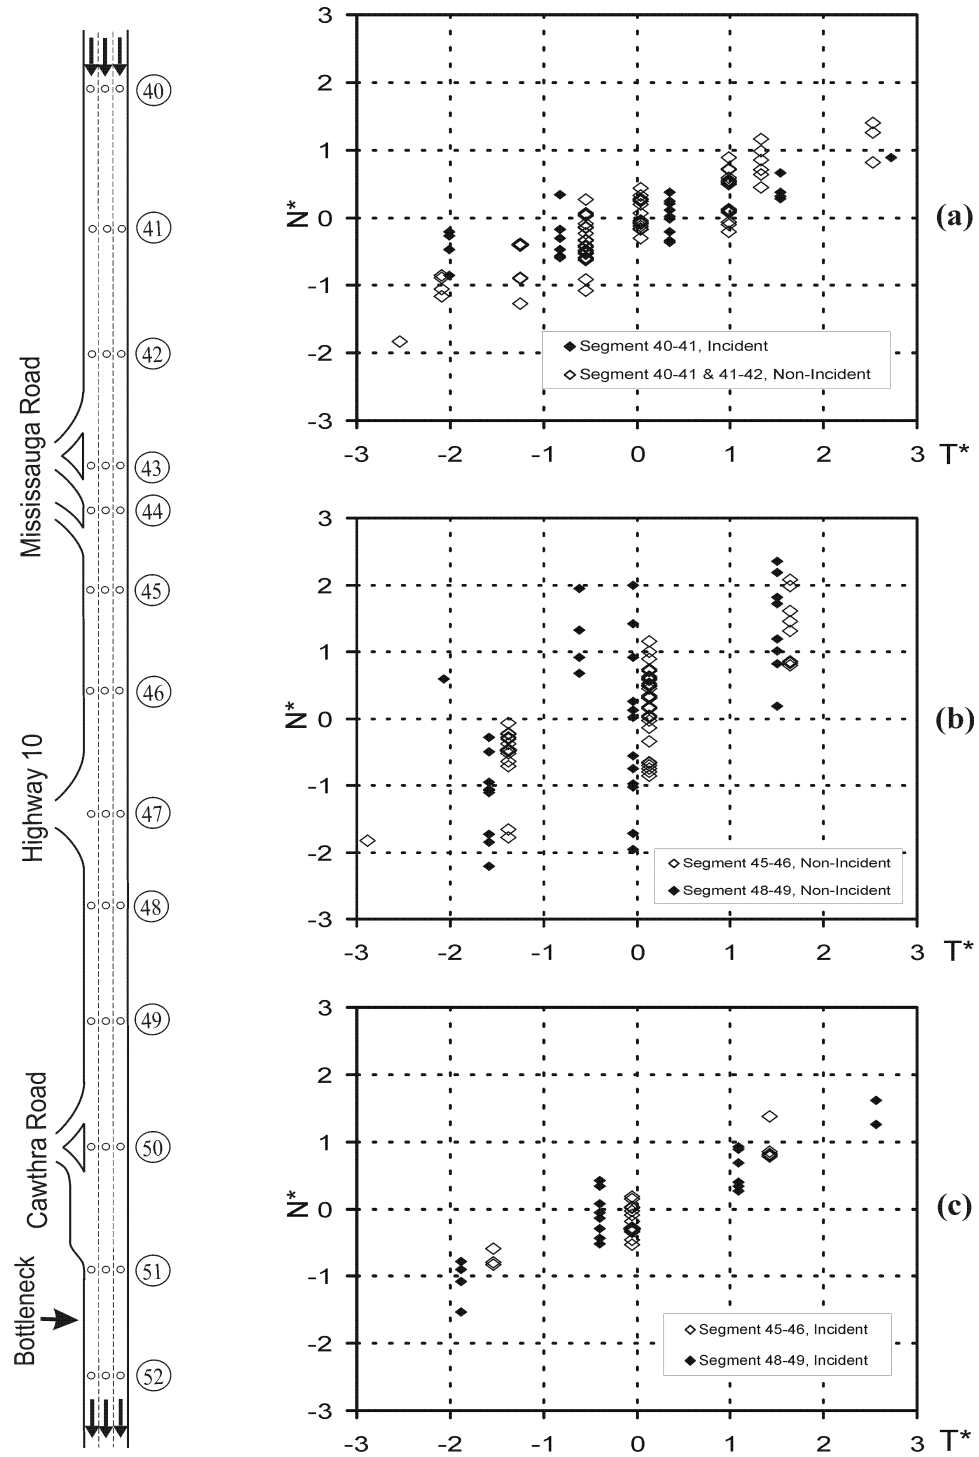 40
41
42
Mississauga Road
43
44
45
46
Highway 10
47
48
49
Cawthra Road
50
Bottleneck
51
52
3
2
1
0
-1
-2
-3
N*
-3 -2 -1 0 1 2 3 T*
Segment 40-41, Incident
Segment 40-41 & 41-42, Non-Incident
(a)
3
2
1
0
-1
-2
-3
N*
-3 -2 -1 0 1 2 3 T*
Segment 45-46, Non-Incident
Segment 48-49, Non-Incident
(b)
3
2
1
0
-1
-2
-3
N*
-3 -2 -1 0 1 2 3 T*
Segment 45-46, Incident
Segment 48-49, Incident
(c)